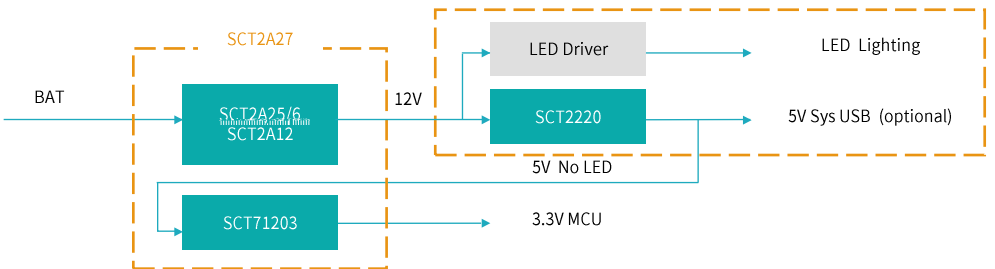 SCT2A27
LED Driver
LED Lighting
BAT
12V
SCT2A25/6
SCT2A12
SCT2220
5V Sys USB (optional)
5V No LED
SCT71203
3.3V MCU